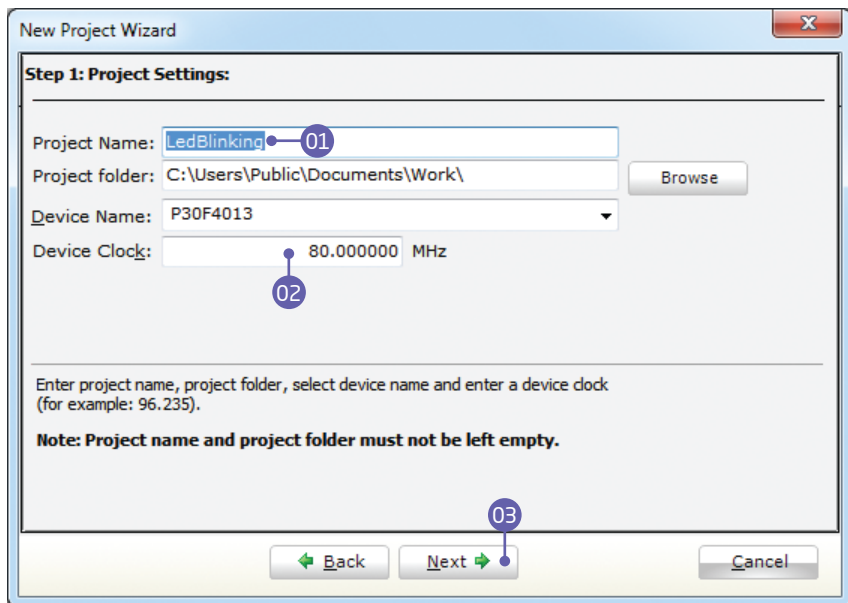 New Project Wizard
Step 1: Project Settings:
Project Name: LedBlinking 01
Project folder: C:\Users\Public\Documents\Work\ Browse
Device Name: P30F4013
Device Clock: 80.000000 MHz
02
Enter project name, project folder, select device name and enter a device clock
(for example: 96.235).
Note: Project name and project folder must not be left empty.
03
Back Next Cancel